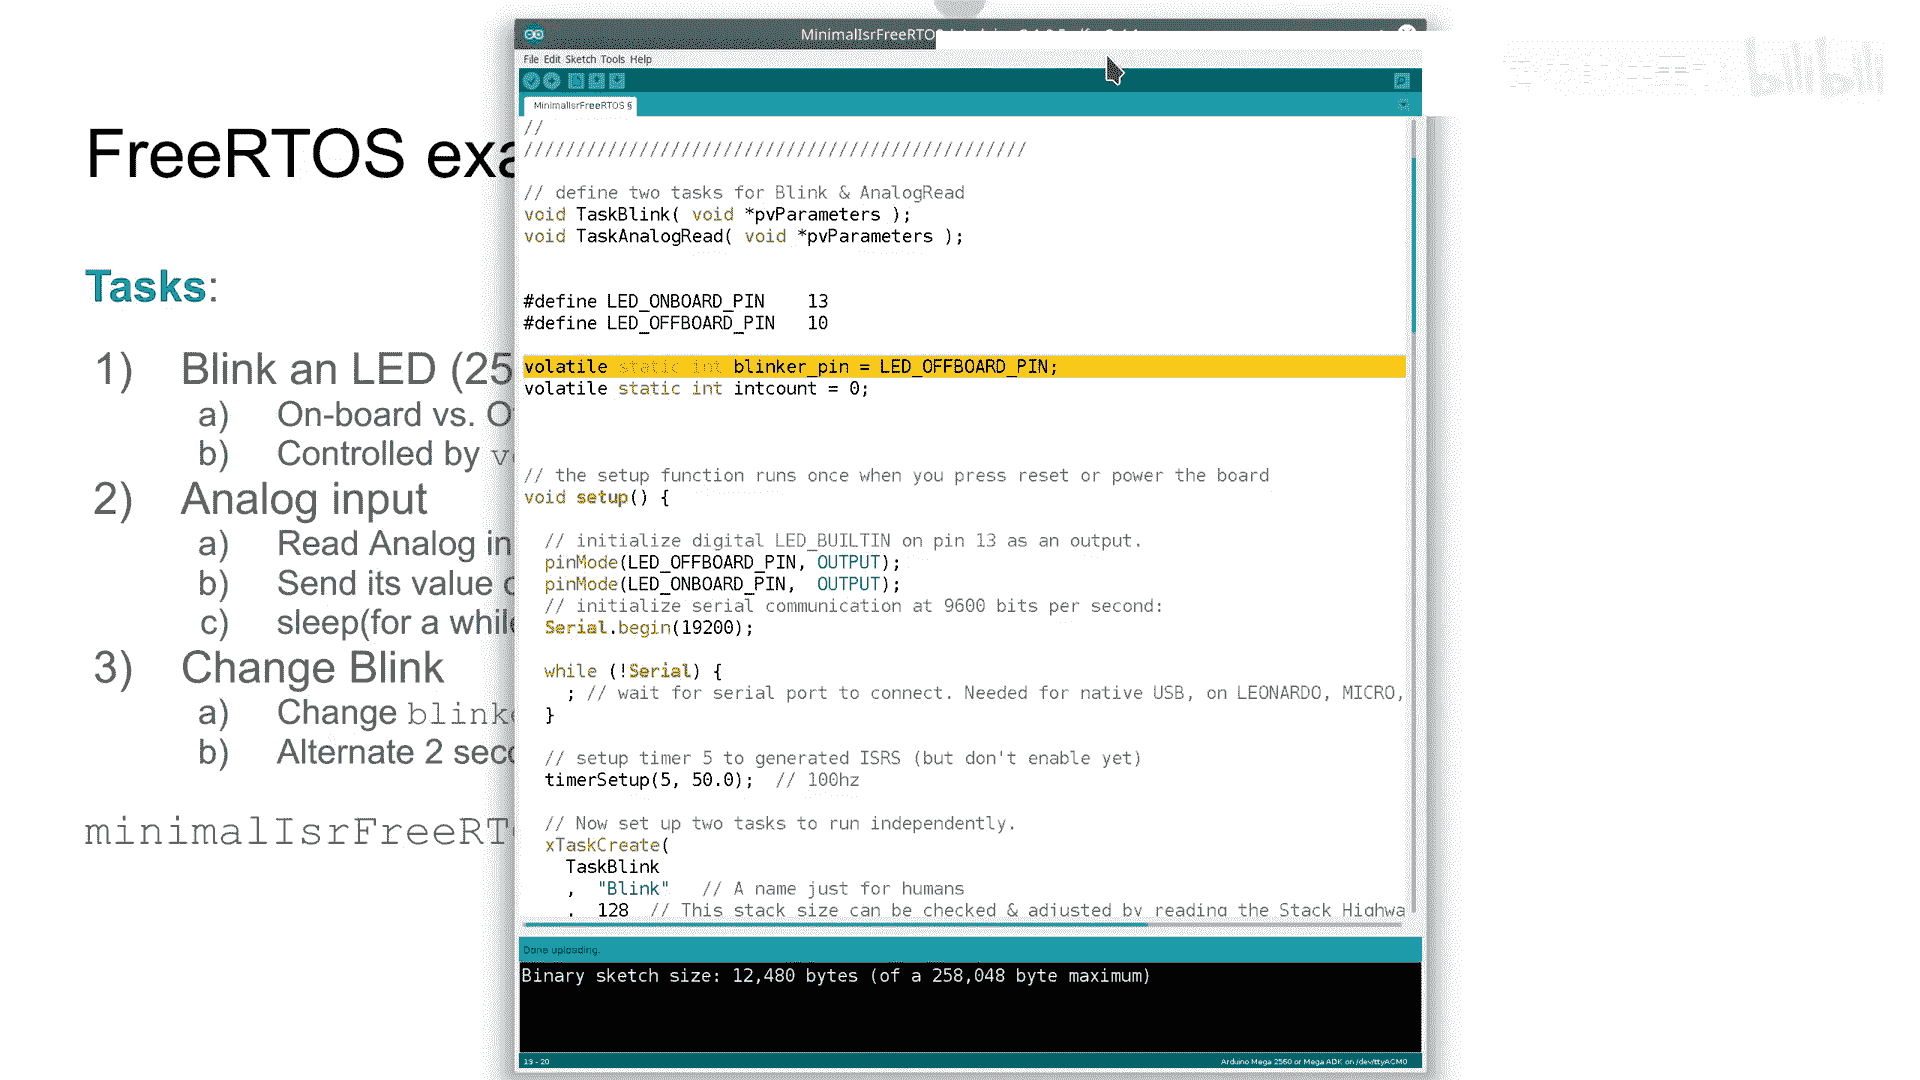 FreeRTOS exa
Tasks:
1) Blink an LED (25
a) On-board vs. O
b) Controlled by v
2) Analog input
a) Read Analog in
b) Send its value
c) sleep(for a while
3) Change Blink
a) Change blink
b) Alternate 2 sec
minimalIsrFreeRT
MinimalIsrFreeRTOS
File Edit Sketch Tools Help
MinimalIsrFreeRTOS §
//
////////////////////////////////////////////////
// define two tasks for Blink & AnalogRead
void TaskBlink( void *pvParameters );
void TaskAnalogRead( void *pvParameters );
#define LED_ONBOARD_PIN 13
#define LED_OFFBOARD_PIN 10
volatile static int blinker_pin = LED_OFFBOARD_PIN;
volatile static int intcount = 0;
// the setup function runs once when you press reset or power the board
void setup() {
// initialize digital LED_BUILTIN on pin 13 as an output.
pinMode(LED_OFFBOARD_PIN, OUTPUT);
pinMode(LED_ONBOARD_PIN, OUTPUT);
// initialize serial communication at 9600 bits per second:
Serial.begin(19200);
while (!Serial) {
; // wait for serial port to connect. Needed for native USB, on LEONARDO, MICRO,
}
// setup timer 5 to generated ISRS (but don't enable yet)
timerSetup(5, 50.0); // 100hz
// Now set up two tasks to run independently.
xTaskCreate(
TaskBlink
, "Blink" // A name just for humans
, 128 // This stack size can be checked & adjusted by reading the Stack Highwa
Done uploading.
Binary sketch size: 12,480 bytes (of a 258,048 byte maximum)
19 - 20
Arduino Mega 2560 or Mega ADK on /dev/ttyACM0
bilibili